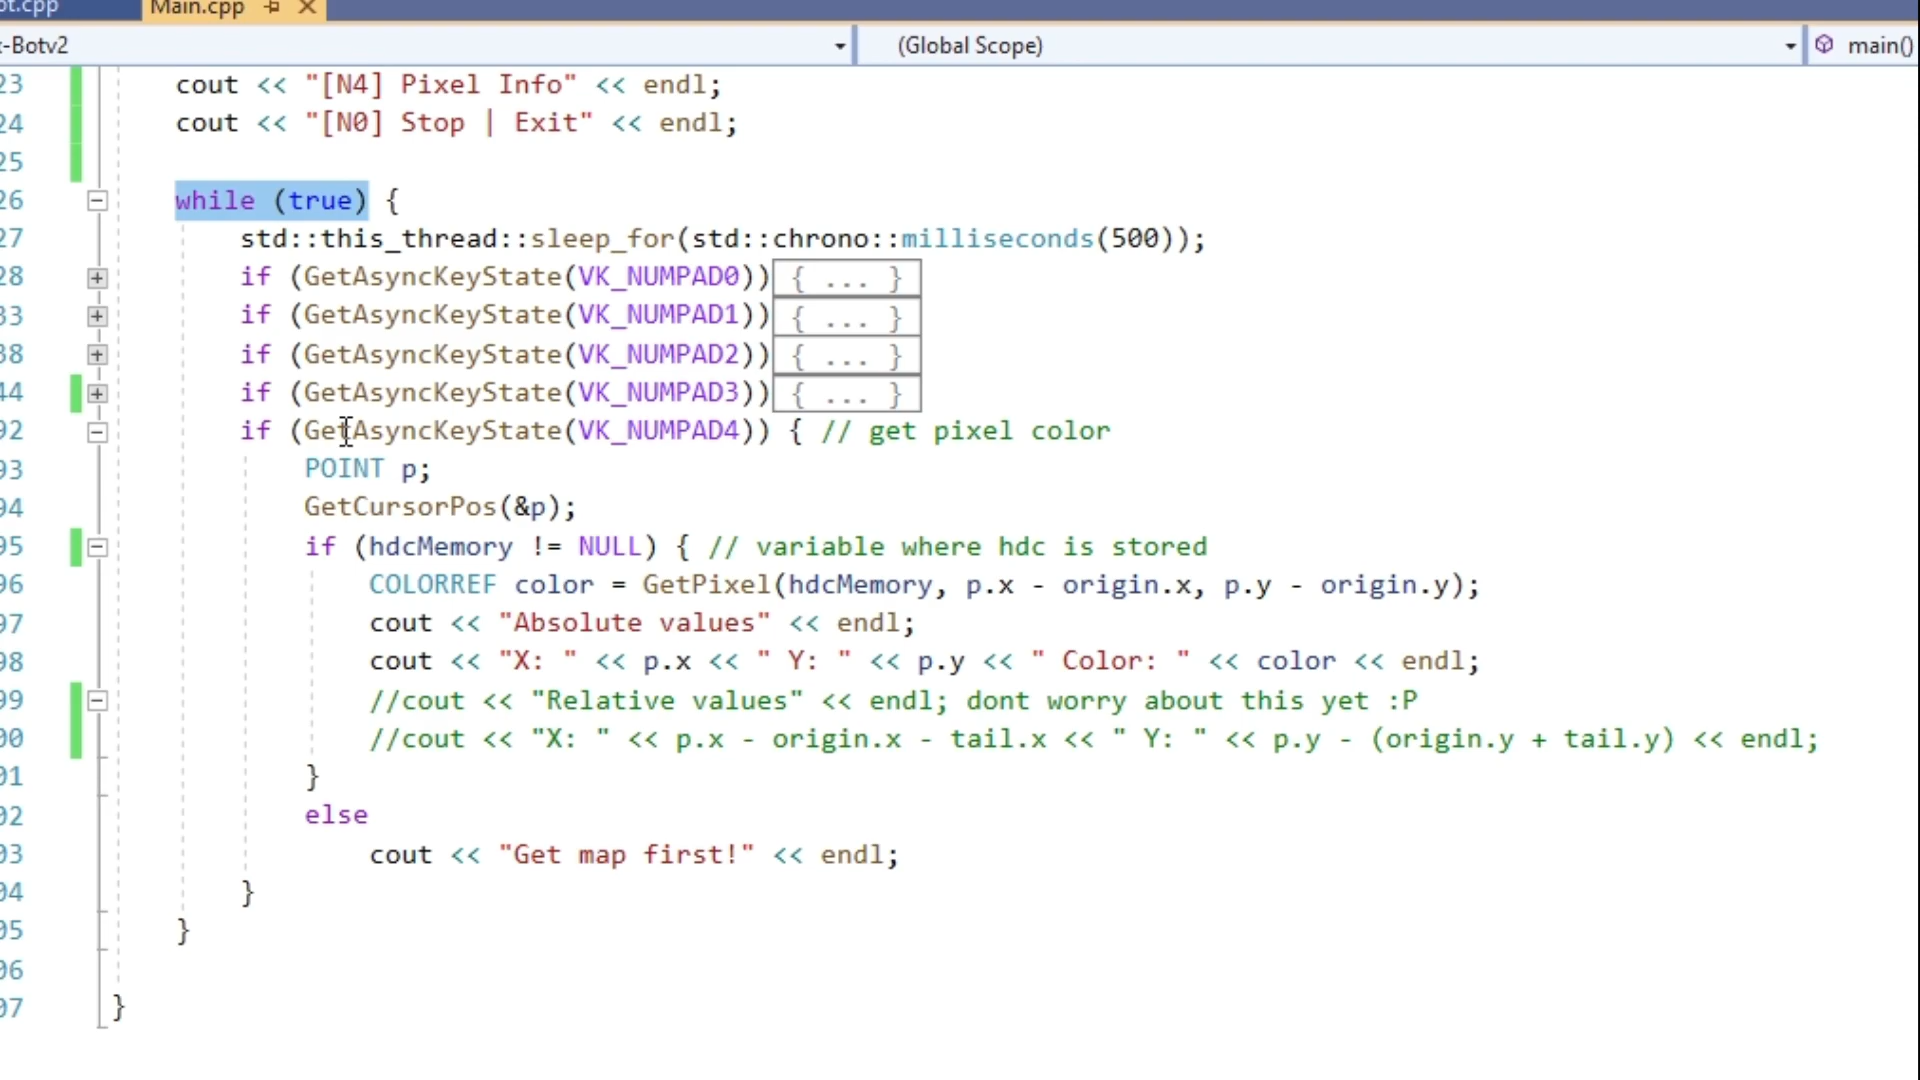 ot.cpp Main.cpp
-Botv2 (Global Scope) main()
23 cout << "[N4] Pixel Info" << endl;
24 cout << "[N0] Stop | Exit" << endl;
25
26 while (true) {
27 std::this_thread::sleep_for(std::chrono::milliseconds(500));
28 if (GetAsyncKeyState(VK_NUMPAD0)) { ... }
33 if (GetAsyncKeyState(VK_NUMPAD1)) { ... }
38 if (GetAsyncKeyState(VK_NUMPAD2)) { ... }
44 if (GetAsyncKeyState(VK_NUMPAD3)) { ... }
92 if (GetAsyncKeyState(VK_NUMPAD4)) { // get pixel color
93 POINT p;
94 GetCursorPos(&p);
95 if (hdcMemory != NULL) { // variable where hdc is stored
96 COLORREF color = GetPixel(hdcMemory, p.x - origin.x, p.y - origin.y);
97 cout << "Absolute values" << endl;
98 cout << "X: " << p.x << " Y: " << p.y << " Color: " << color << endl;
99 //cout << "Relative values" << endl; dont worry about this yet :P
00 //cout << "X: " << p.x - origin.x - tail.x << " Y: " << p.y - (origin.y + tail.y) << endl;
01 }
02 else
03 cout << "Get map first!" << endl;
04 }
05 }
06
07 }